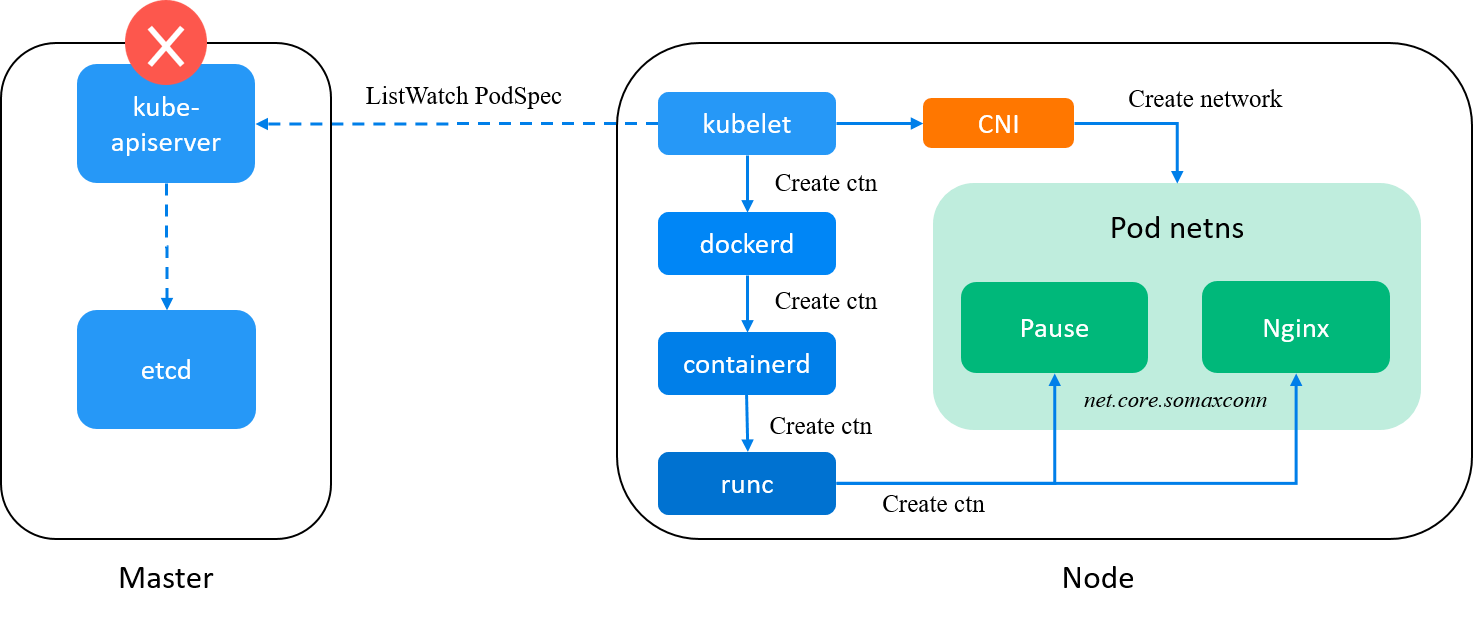 kube-
apiserver
etcd
Master
ListWatch PodSpec
kubelet
CNI
Create network
Create ctn
dockerd
Create ctn
containerd
Create ctn
runc
Create ctn
Pod netns
Pause
Nginx
net.core.somaxconn
Node